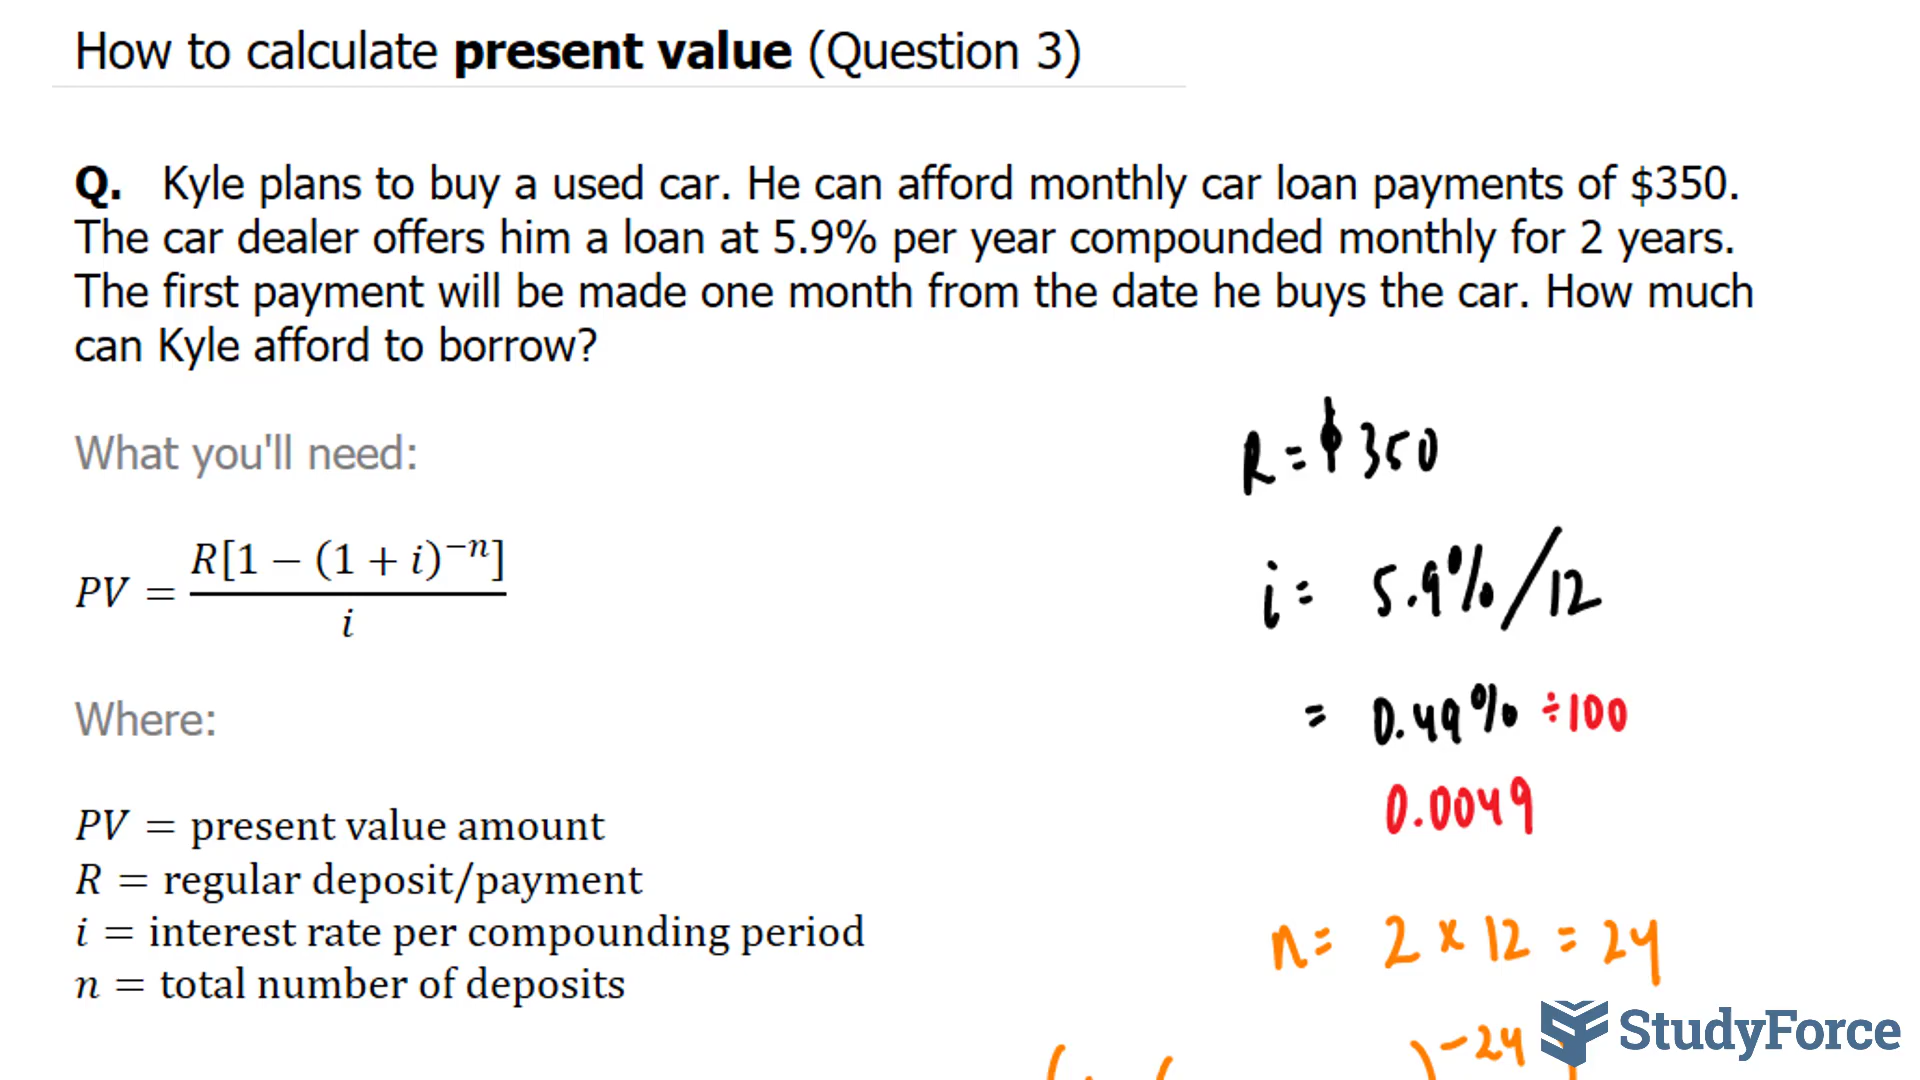 How to calculate present value (Question 3)
Q. Kyle plans to buy a used car. He can afford monthly car loan payments of $350.
The car dealer offers him a loan at 5.9% per year compounded monthly for 2 years.
The first payment will be made one month from the date he buys the car. How much
can Kyle afford to borrow?
What you'll need:
PV = R[1 − (1 + i)^−n] / i
Where:
PV = present value amount
R = regular deposit/payment
i = interest rate per compounding period
n = total number of deposits
R = $350
i = 5.9%/12
= 0.49% ÷100
0.0049
n = 2 × 12 = 24
−24
StudyForce